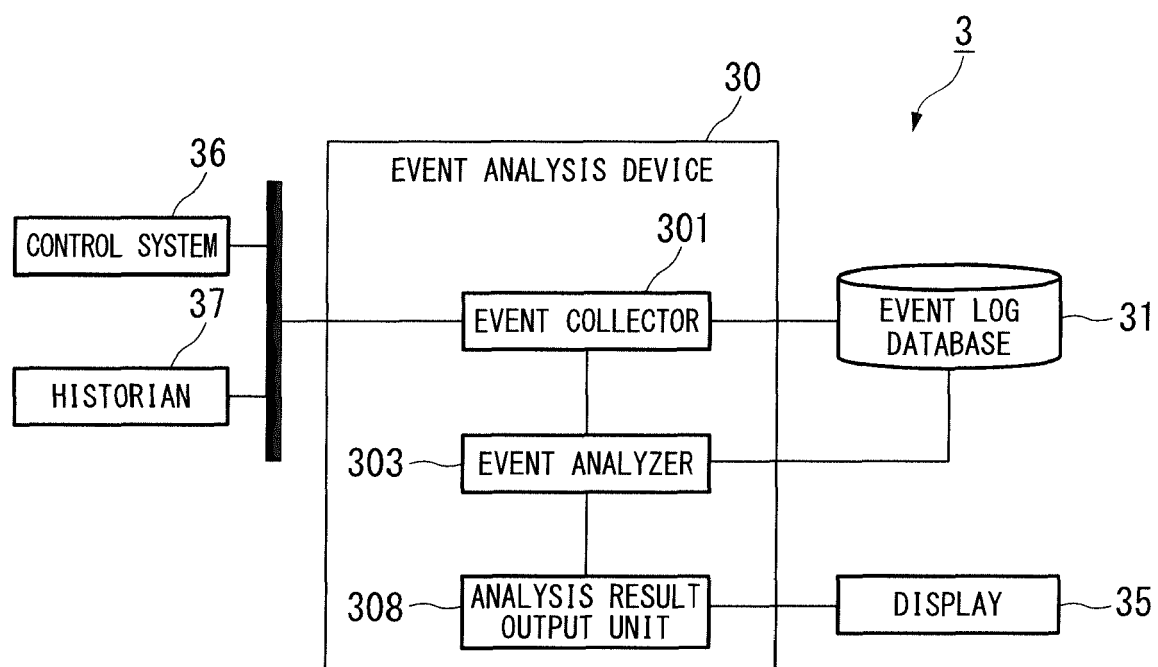 3
30
EVENT ANALYSIS DEVICE
36
CONTROL SYSTEM
301
37
EVENT COLLECTOR
EVENT LOG
DATABASE
31
HISTORIAN
303
EVENT ANALYZER
308
ANALYSIS RESULT
OUTPUT UNIT
DISPLAY
35